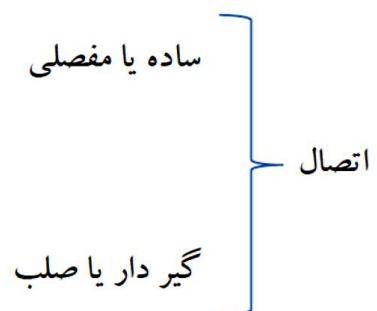 اتصال
ساده یا مفصلی
گیر دار یا صلب